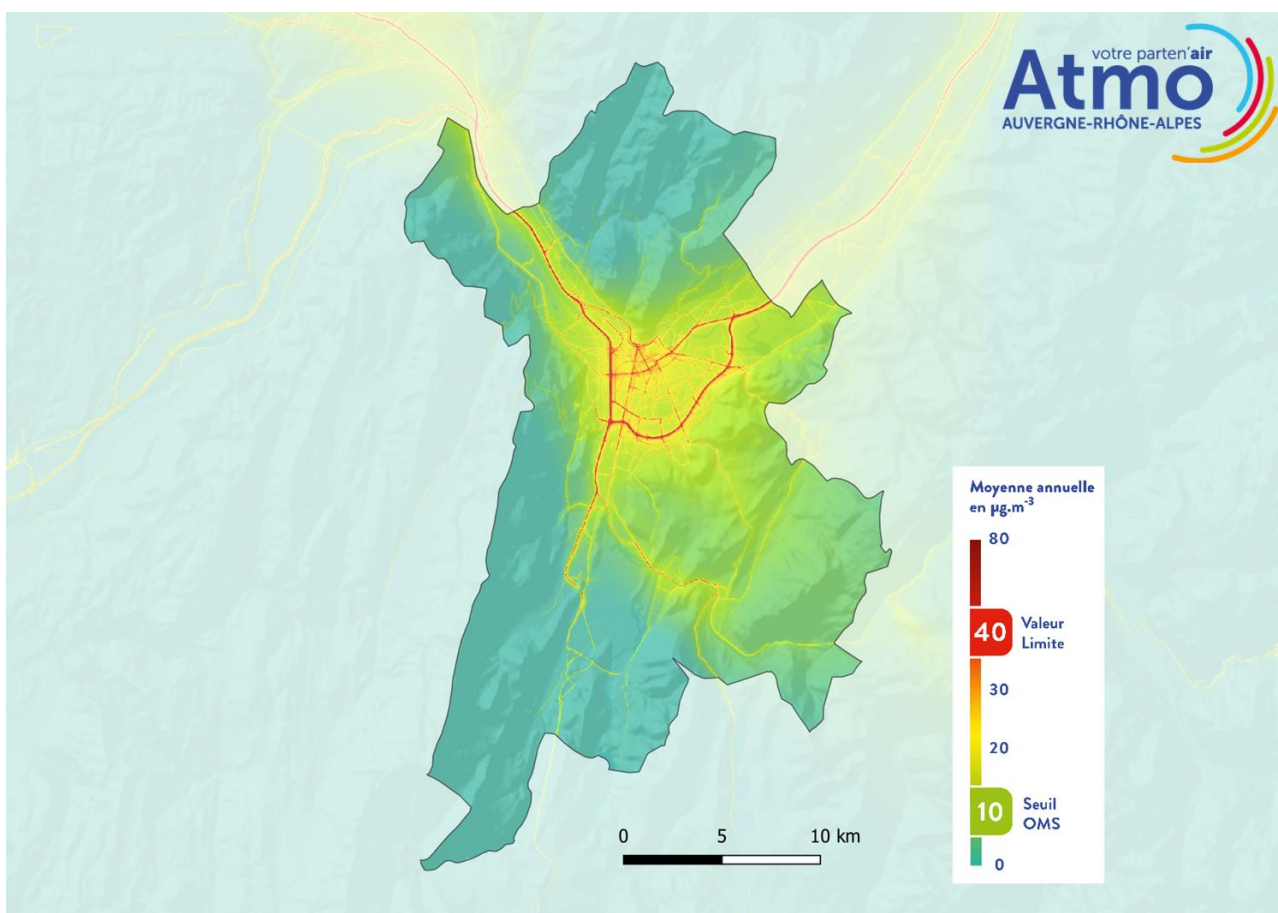 votre parten'air
Atmo
AUVERGNE-RHÔNE-ALPES
Moyenne annuelle
en µg.m⁻³
80
40 Valeur
Limite
30
20
10 Seuil
OMS
0
0 5 10 km